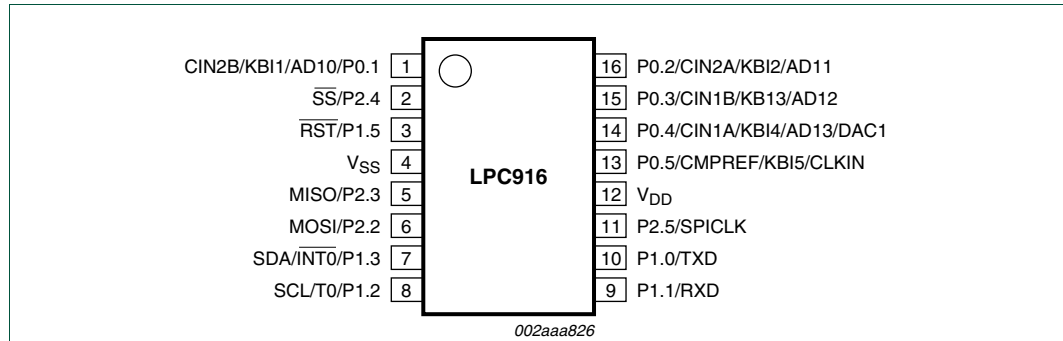 CIN2B/KBI1/AD10/P0.1 1
S̅S̅/P2.4 2
R̅S̅T̅/P1.5 3
VSS 4
MISO/P2.3 5
MOSI/P2.2 6
SDA/I̅N̅T̅0̅/P1.3 7
SCL/T0/P1.2 8
LPC916
16 P0.2/CIN2A/KBI2/AD11
15 P0.3/CIN1B/KB13/AD12
14 P0.4/CIN1A/KBI4/AD13/DAC1
13 P0.5/CMPREF/KBI5/CLKIN
12 VDD
11 P2.5/SPICLK
10 P1.0/TXD
9 P1.1/RXD
002aaa826